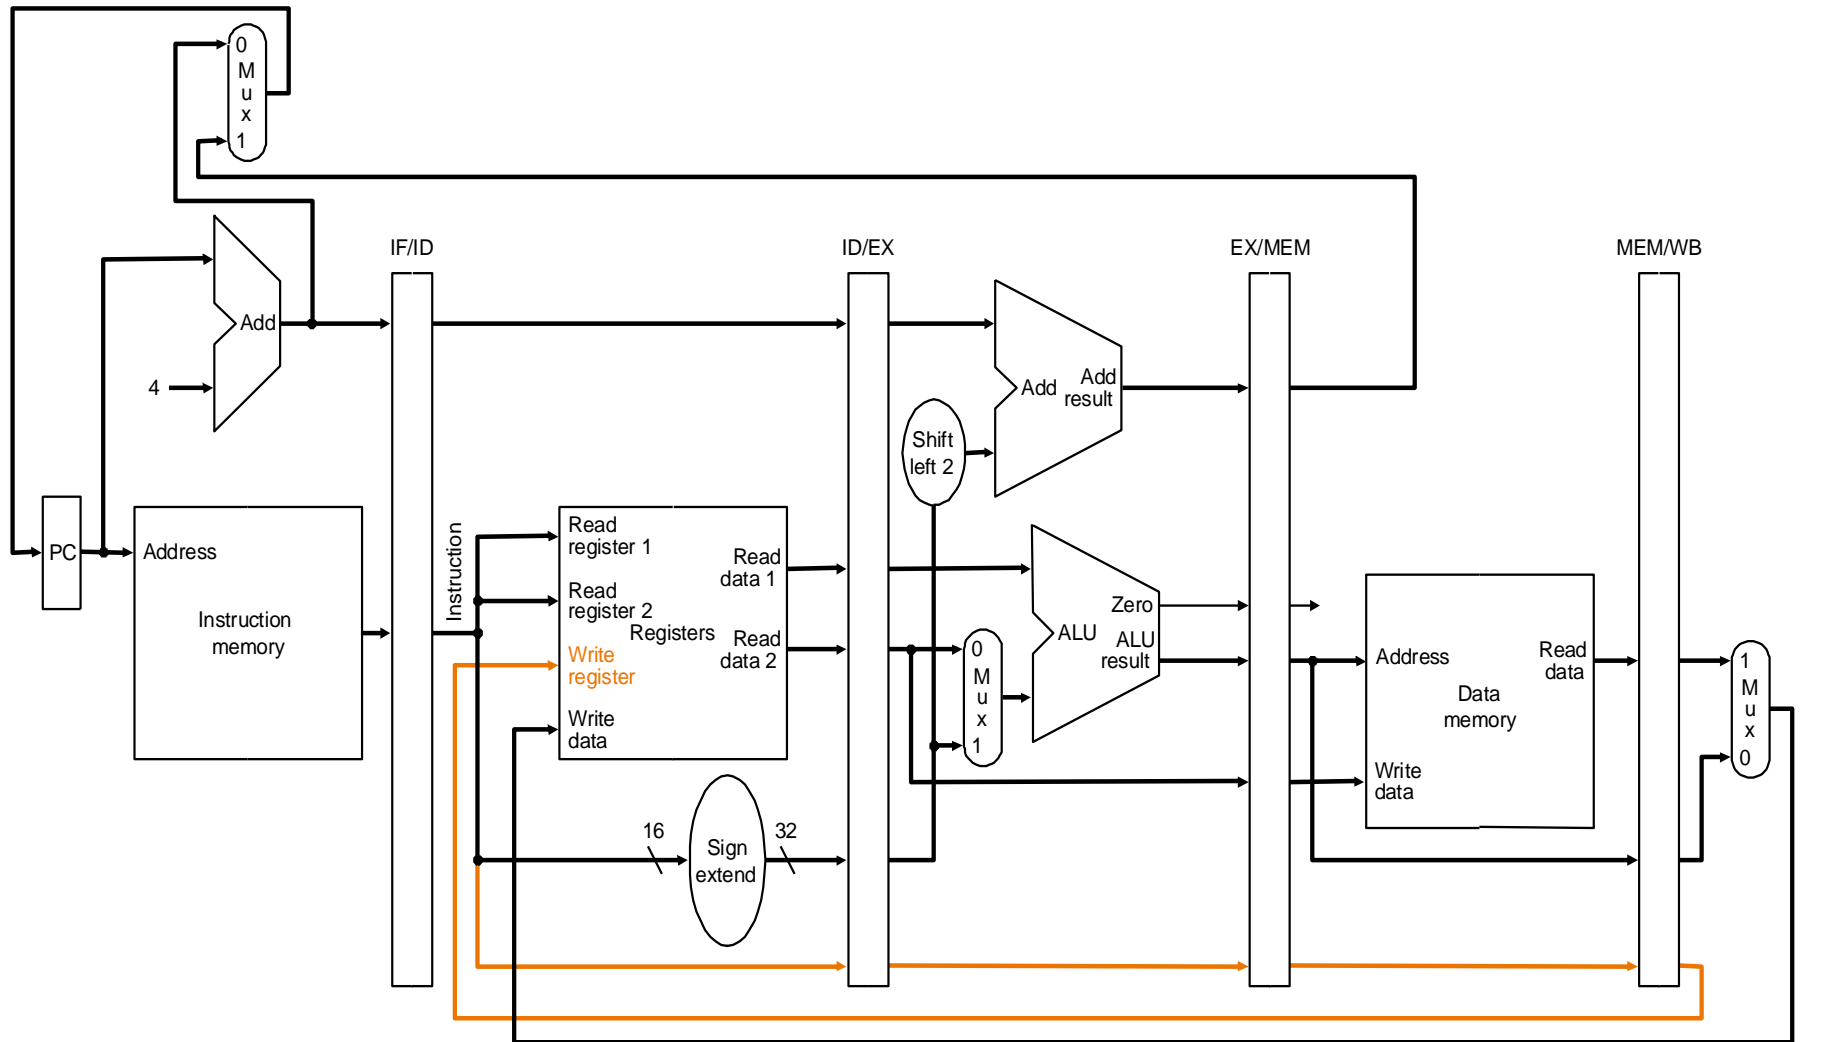 0
M
u
x
1
IF/ID
ID/EX
EX/MEM
MEM/WB
Add
4
Add
Add
result
Shift
left 2
PC
Address
Instruction
memory
Instruction
Read
register 1
Read
register 2
Write
register
Write
data
Registers
Read
data 1
Read
data 2
16
Sign
extend
32
0
M
u
x
1
Zero
ALU
ALU
result
Address
Read
data
Data
memory
Write
data
1
M
u
x
0